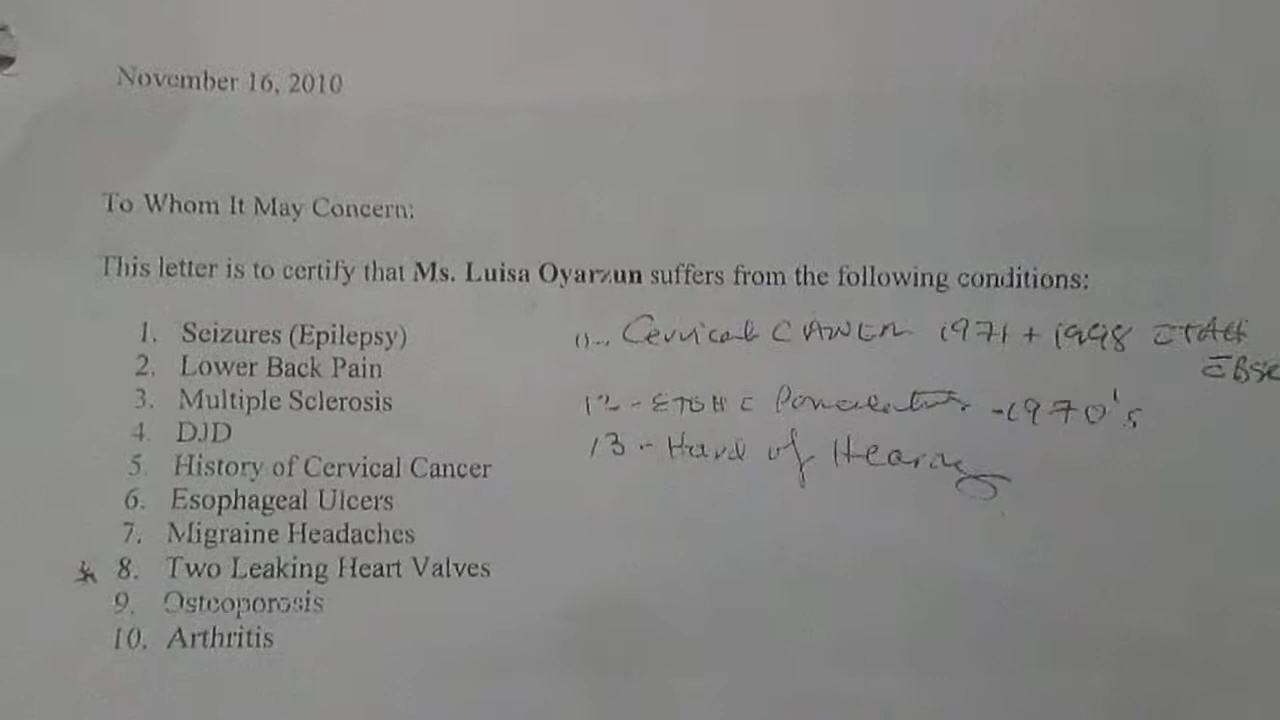 November 16, 2010
To Whom It May Concern:
This letter is to certify that Ms. Luisa Oyarzun suffers from the following conditions:
1. Seizures (Epilepsy)
2. Lower Back Pain
3. Multiple Sclerosis
4. DJD
5. History of Cervical Cancer
6. Esophageal Ulcers
7. Migraine Headaches
8. Two Leaking Heart Valves
9. Osteoporosis
10. Arthritis
11.. Cervical CANCER 1971 + 1998
12 - ETOH - 1970's
13 - Hard of Hearing